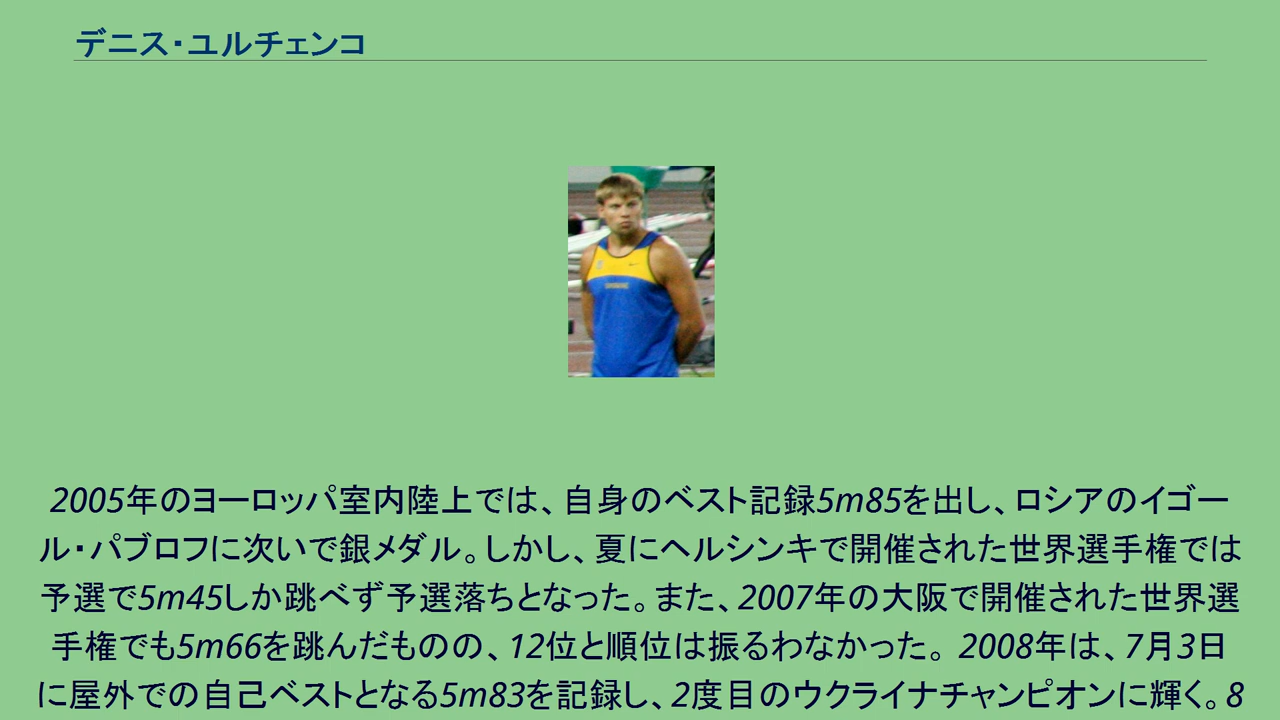 デニス・ユルチェンコ
2005年のヨーロッパ室内陸上では、自身のベスト記録5m85を出し、ロシアのイゴー
ル・パブロフに次いで銀メダル。しかし、夏にヘルシンキで開催された世界選手権では
予選で5m45しか跳べず予選落ちとなった。また、2007年の大阪で開催された世界選
手権でも5m66を跳んだものの、12位と順位は振るわなかった。2008年は、7月3日
に屋外での自己ベストとなる5m83を記録し、2度目のウクライナチャンピオンに輝く。8